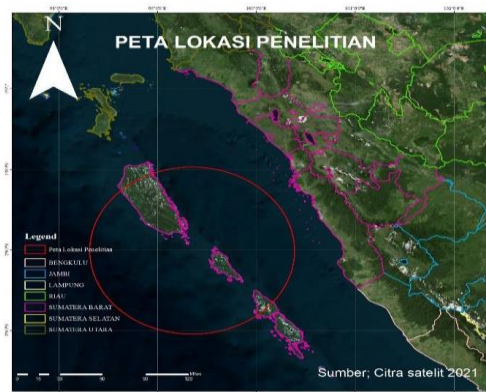 PETA LOKASI PENELITIAN
N
Legend
Peta Lokasi Penelitian
BENGKULU
JAMBI
LAMPUNG
RIAU
SUMATERA BARAT
SUMATERA SELATAN
SUMATERA UTARA
Miles
Sumber; Citra satelit 2021